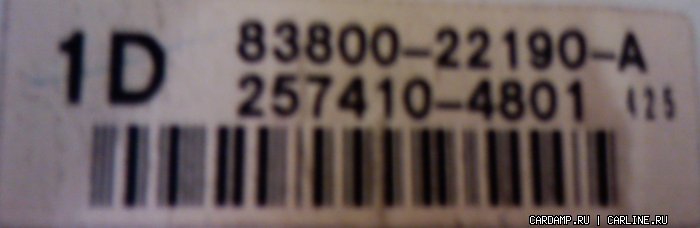 1D 83800-22190-A
257410-4801 425
CARDAMP.RU | CARLINE.RU